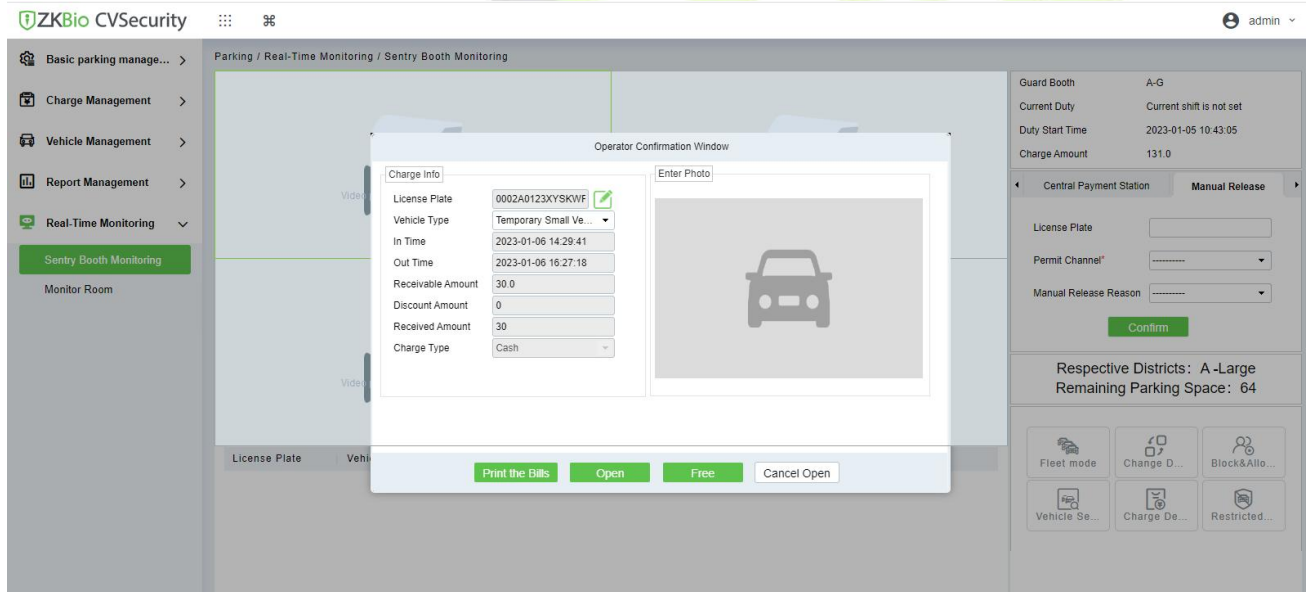 ZKBio CVSecurity
admin
Basic parking manage...
Charge Management
Vehicle Management
Report Management
Real-Time Monitoring
Sentry Booth Monitoring
Monitor Room
Parking / Real-Time Monitoring / Sentry Booth Monitoring
Video
Video
License Plate Vehi
Operator Confirmation Window
Charge Info
License Plate 0002A0123XYSKWF
Vehicle Type Temporary Small Ve...
In Time 2023-01-06 14:29:41
Out Time 2023-01-06 16:27:18
Receivable Amount 30.0
Discount Amount 0
Received Amount 30
Charge Type Cash
Enter Photo
Print the Bills Open Free Cancel Open
Guard Booth A-G
Current Duty Current shift is not set
Duty Start Time 2023-01-05 10:43:05
Charge Amount 131.0
Central Payment Station Manual Release
License Plate
Permit Channel* ----------
Manual Release Reason ----------
Confirm
Respective Districts: A-Large
Remaining Parking Space: 64
Fleet mode Change D... Block&Allo...
Vehicle Se... Charge De... Restricted...